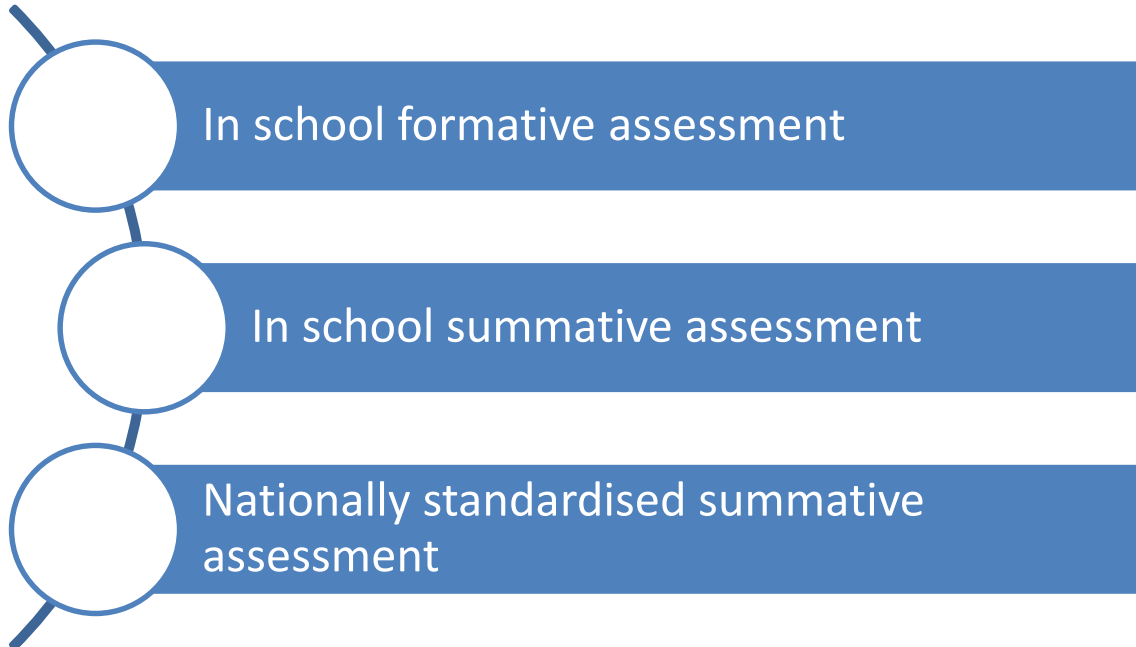 In school formative assessment
In school summative assessment
Nationally standardised summative
assessment